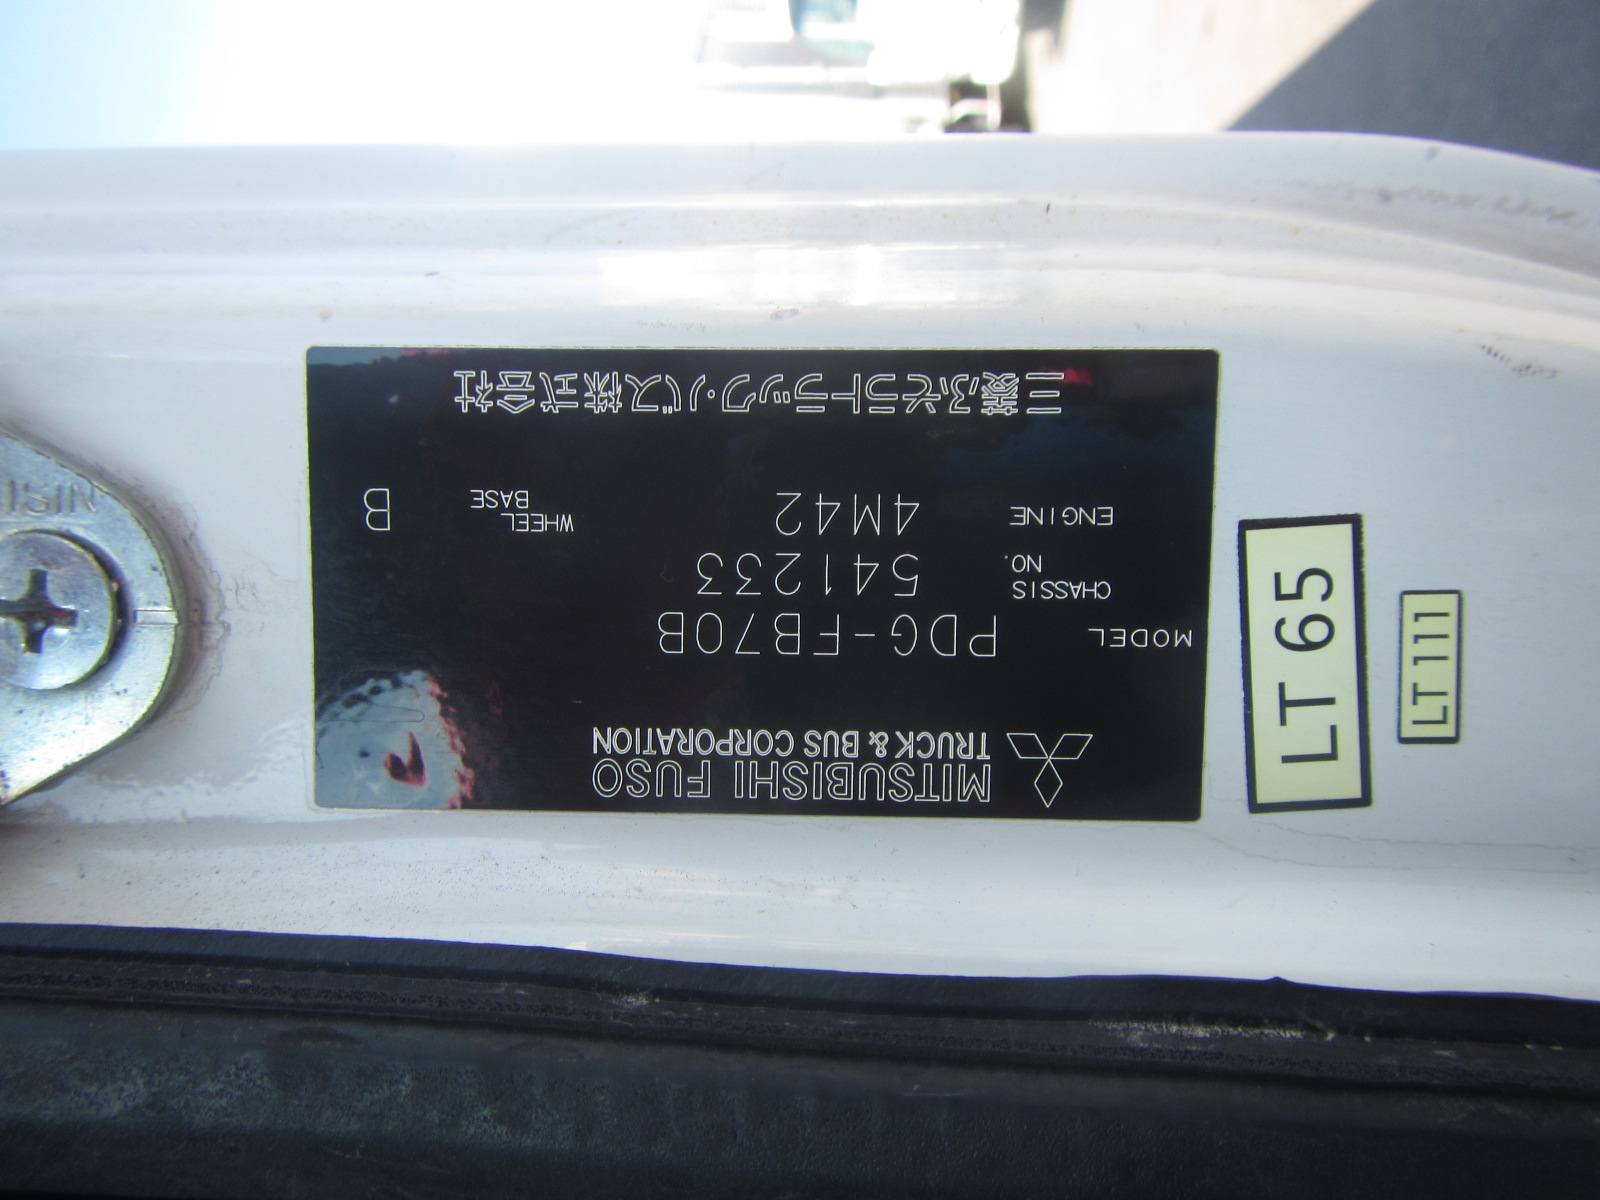 MITSUBISHI FUSO
TRUCK & BUS CORPORATION
MODEL PDG-FB70B
CHASSIS NO. 541233
ENGINE 4M42 WHEEL BASE B
三菱ふそうトラック・バス株式会社
LT 65
LT 111